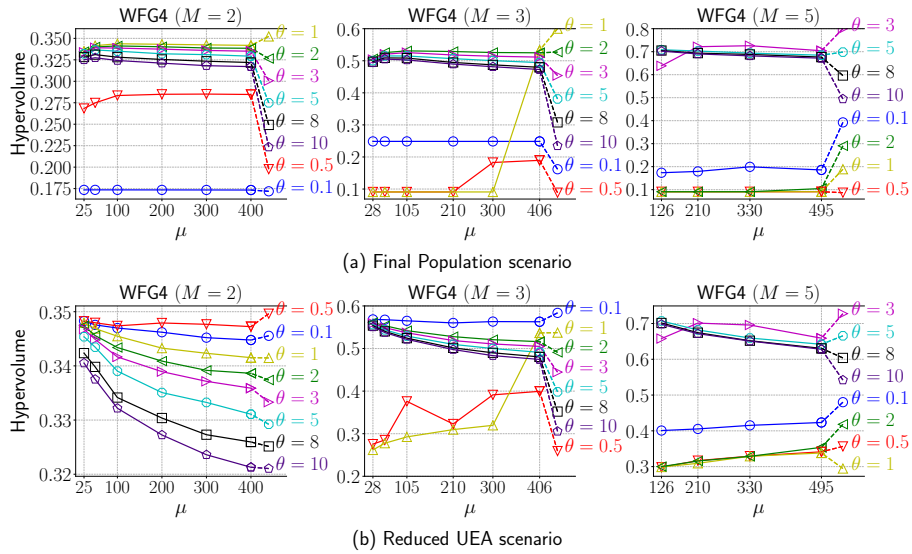 WFG4 (M = 2)
Hypervolume
0.350
0.325
0.300
0.275
0.250
0.225
0.200
0.175
25
100
200
300
400
μ
θ = 1
θ = 2
θ = 3
θ = 5
θ = 8
θ = 10
θ = 0.5
θ = 0.1
WFG4 (M = 3)
0.6
0.5
0.4
0.3
0.2
0.1
28
105
210
300
406
μ
θ = 1
θ = 2
θ = 3
θ = 5
θ = 8
θ = 10
θ = 0.1
θ = 0.5
WFG4 (M = 5)
0.8
0.7
0.6
0.5
0.4
0.3
0.2
0.1
126
210
330
495
μ
θ = 3
θ = 5
θ = 8
θ = 10
θ = 0.1
θ = 2
θ = 1
θ = 0.5
(a) Final Population scenario
WFG4 (M = 2)
Hypervolume
0.35
0.34
0.33
0.32
25
100
200
300
400
μ
θ = 0.5
θ = 0.1
θ = 1
θ = 2
θ = 3
θ = 5
θ = 8
θ = 10
WFG4 (M = 3)
0.6
0.5
0.4
0.3
0.2
28
105
210
300
406
μ
θ = 0.1
θ = 1
θ = 2
θ = 3
θ = 5
θ = 8
θ = 10
θ = 0.5
WFG4 (M = 5)
0.7
0.6
0.5
0.4
0.3
126
210
330
495
μ
θ = 3
θ = 5
θ = 8
θ = 10
θ = 0.1
θ = 2
θ = 0.5
θ = 1
(b) Reduced UEA scenario